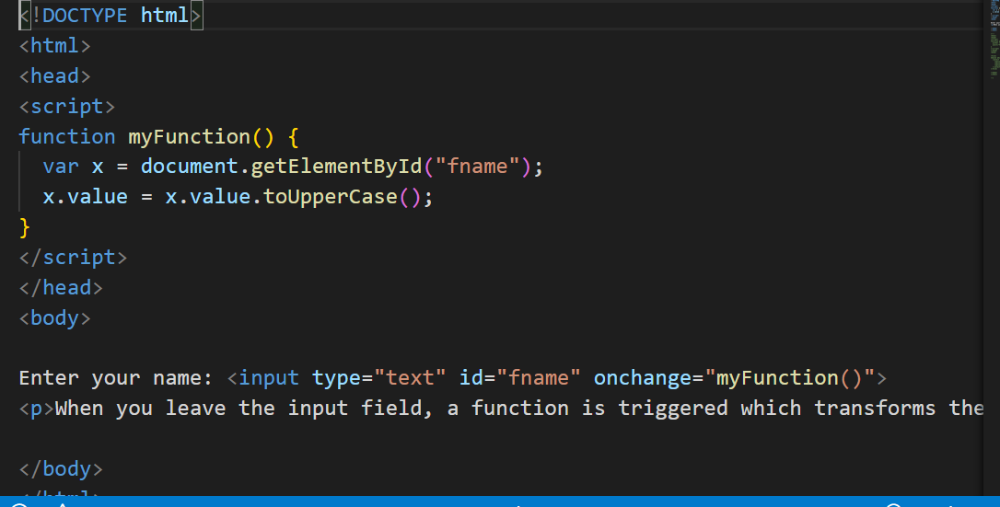 <!DOCTYPE html>
<html>
<head>
<script>
function myFunction() {
  var x = document.getElementById("fname");
  x.value = x.value.toUpperCase();
}
</script>
</head>
<body>
Enter your name: <input type="text" id="fname" onchange="myFunction()">
<p>When you leave the input field, a function is triggered which transforms the
</body>
</html>